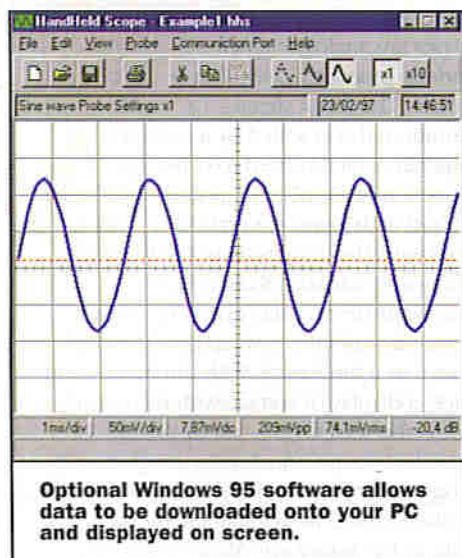 HandHeld Scope - Example1.hhs
File Edit View Probe Communication Port Help
x1 x10
Sine wave Probe Settings x1 23/02/97 14:46:51
1ms/div 50mV/div 7,87mVdc 209mVpp 74,1mVrms -20,4 dB
Optional Windows 95 software allows
data to be downloaded onto your PC
and displayed on screen.